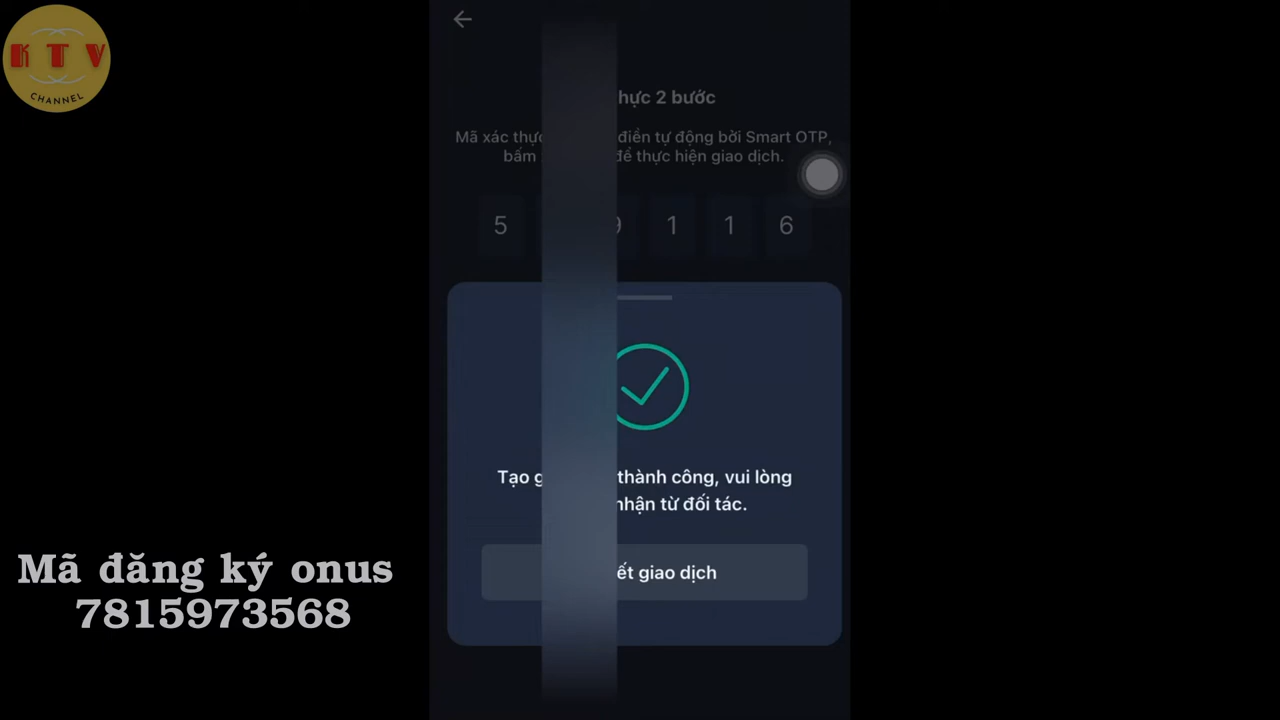 KTV
CHANNEL
thực 2 bước
Mã xác thực điền tự động bởi Smart OTP,
bấm để thực hiện giao dịch.
5 9 1 1 6
Tạo thành công, vui lòng
nhận từ đối tác.
giao dịch
Mã đăng ký onus
7815973568